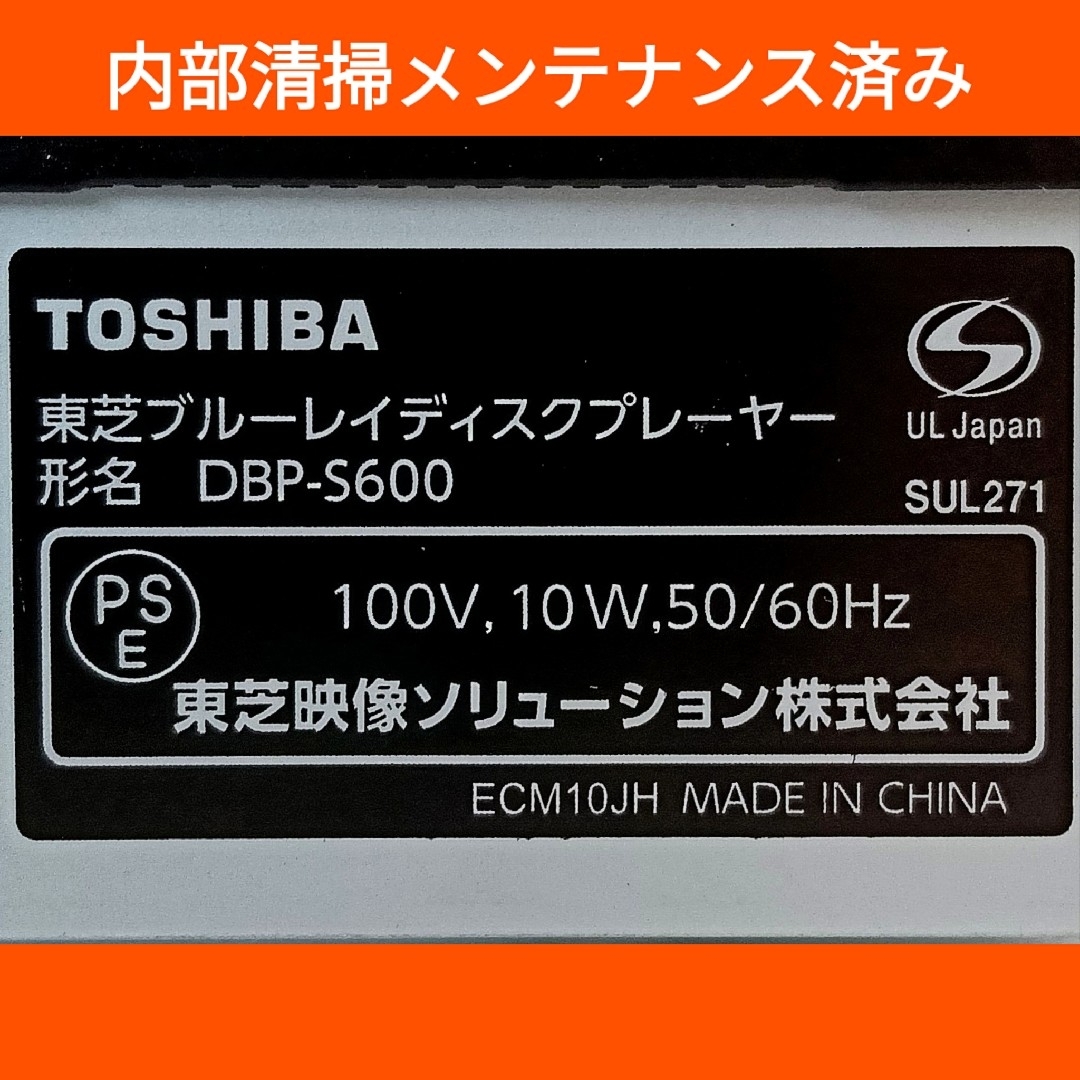 内部清掃メンテナンス済み
TOSHIBA
東芝ブルーレイディスクプレーヤー
形名 DBP-S600
UL Japan
SUL271
PS
E
100V, 10W,50/60Hz
東芝映像ソリューション株式会社
ECM10JH MADE IN CHINA